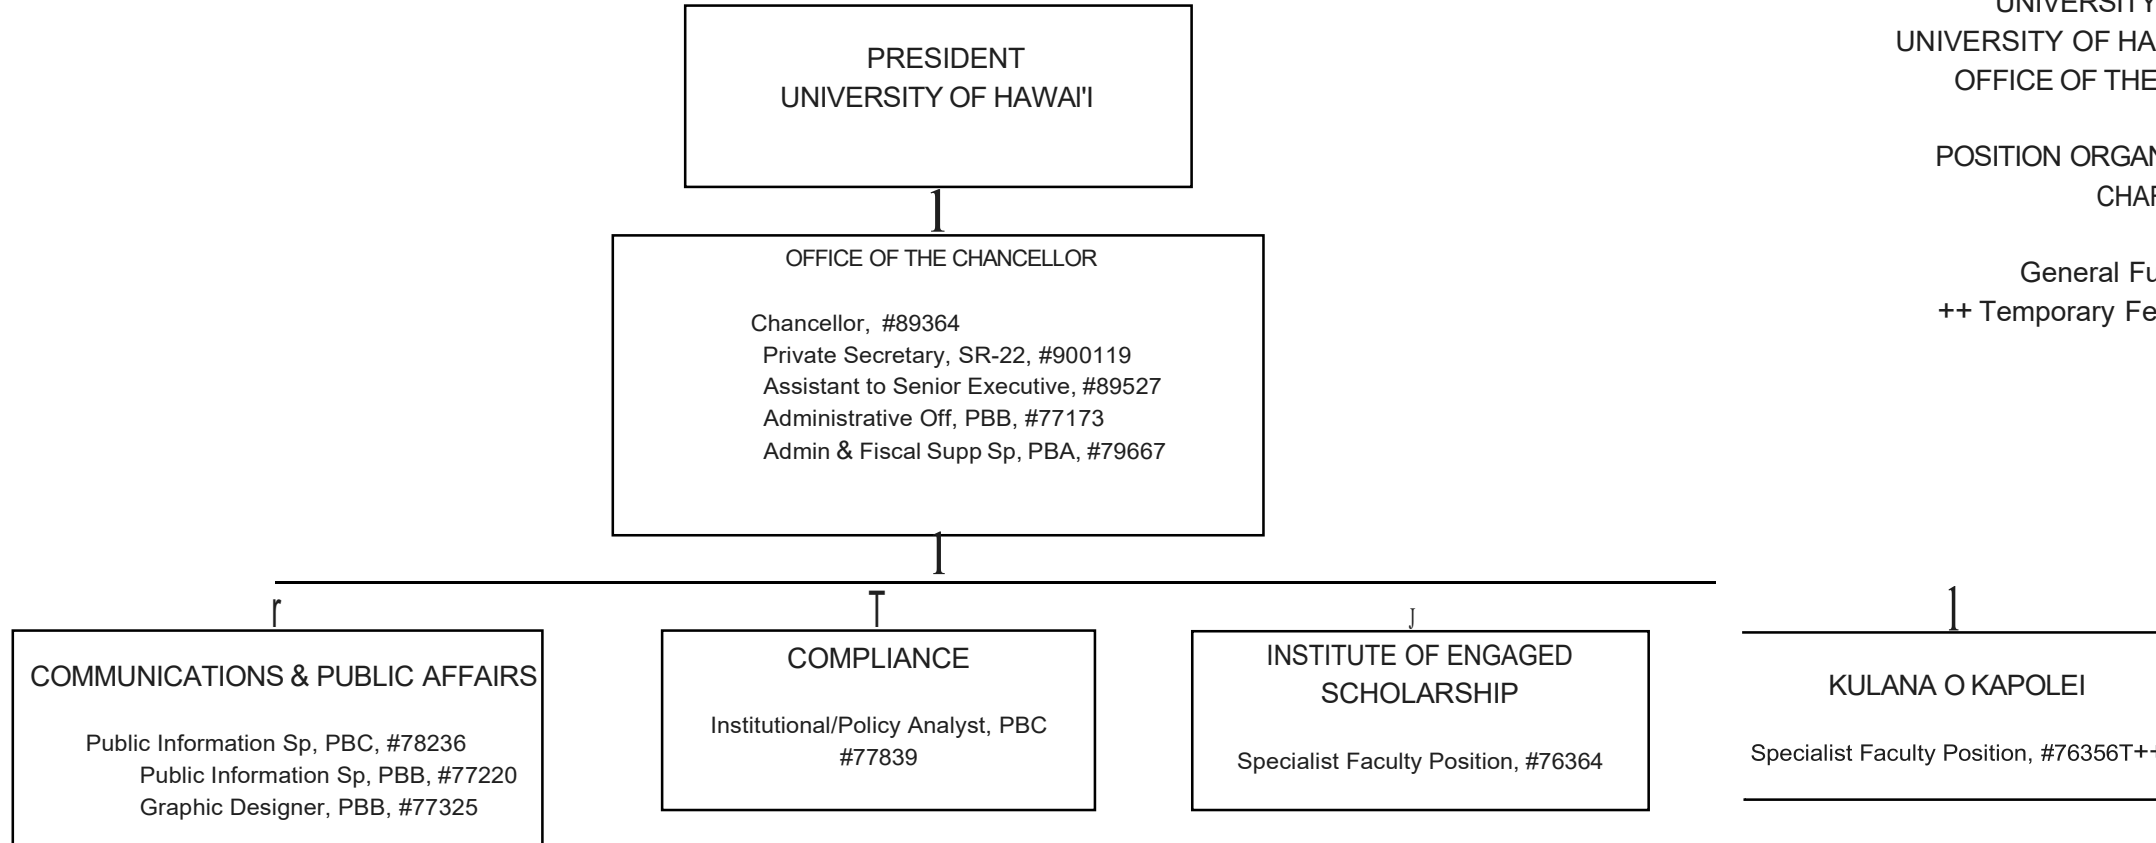 PRESIDENT
UNIVERSITY OF HAWAI'I
UNIVERSITY
UNIVERSITY OF HA
OFFICE OF THE
POSITION ORGAN
CHAR
General Fu
++ Temporary Fe
OFFICE OF THE CHANCELLOR
Chancellor, #89364
Private Secretary, SR-22, #900119
Assistant to Senior Executive, #89527
Administrative Off, PBB, #77173
Admin & Fiscal Supp Sp, PBA, #79667
COMMUNICATIONS & PUBLIC AFFAIRS
Public Information Sp, PBC, #78236
Public Information Sp, PBB, #77220
Graphic Designer, PBB, #77325
COMPLIANCE
Institutional/Policy Analyst, PBC
#77839
INSTITUTE OF ENGAGED
SCHOLARSHIP
Specialist Faculty Position, #76364
KULANA O KAPOLEI
Specialist Faculty Position, #76356T++